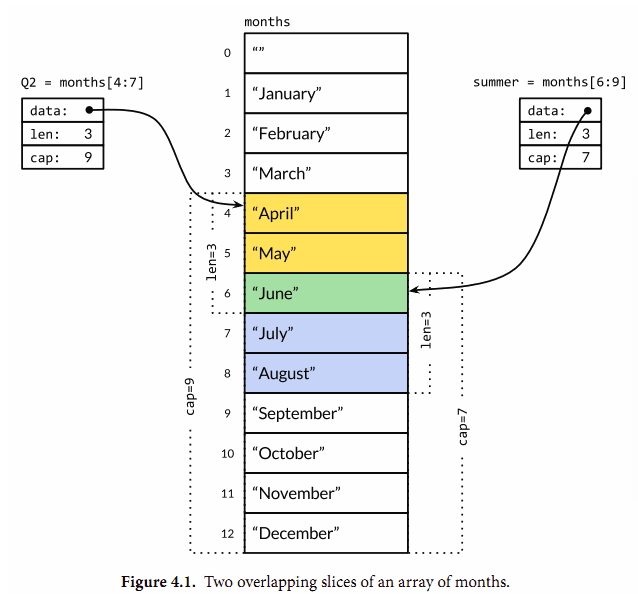 months
Q2 = months[4:7]
data:
len: 3
cap: 9
summer = months[6:9]
data:
len: 3
cap: 7
0 “”
1 “January”
2 “February”
3 “March”
4 “April”
5 “May”
6 “June”
7 “July”
8 “August”
9 “September”
10 “October”
11 “November”
12 “December”
len=3
cap=9
len=3
cap=7
Figure 4.1. Two overlapping slices of an array of months.